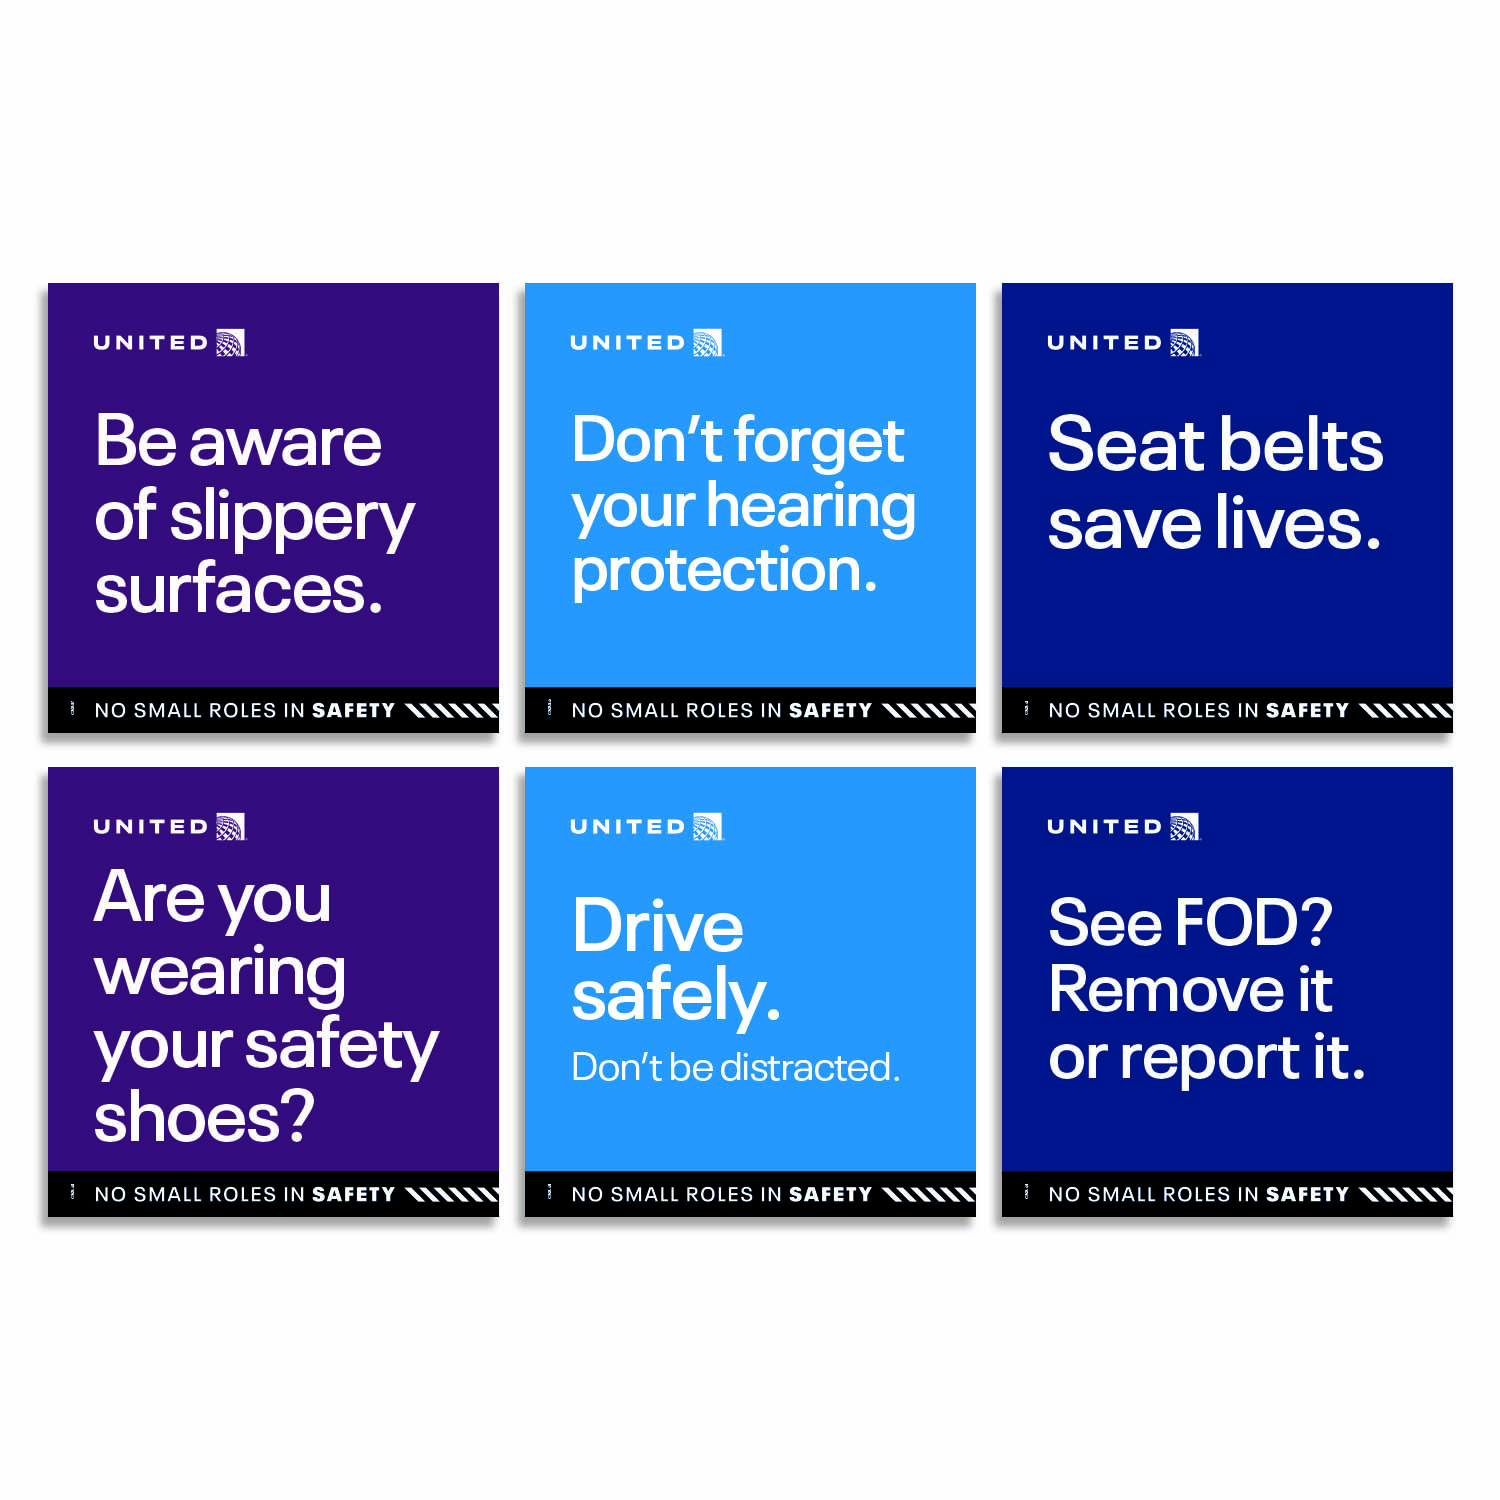 UNITED
Be aware
of slippery
surfaces.
NO SMALL ROLES IN SAFETY
UNITED
Don’t forget
your hearing
protection.
NO SMALL ROLES IN SAFETY
UNITED
Seat belts
save lives.
NO SMALL ROLES IN SAFETY
UNITED
Are you
wearing
your safety
shoes?
NO SMALL ROLES IN SAFETY
UNITED
Drive
safely.
Don’t be distracted.
NO SMALL ROLES IN SAFETY
UNITED
See FOD?
Remove it
or report it.
NO SMALL ROLES IN SAFETY